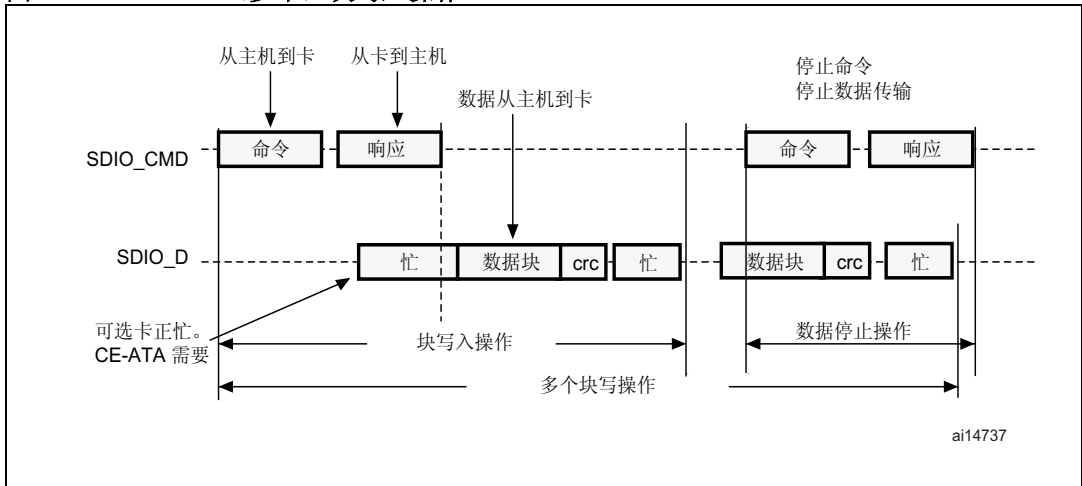 从主机到卡
从卡到主机
停止命令
停止数据传输
数据从主机到卡
SDIO_CMD
命令
响应
命令
响应
SDIO_D
忙
数据块
crc
忙
数据块
crc
忙
可选卡正忙。
CE-ATA 需要
块写入操作
数据停止操作
多个块写操作
ai14737